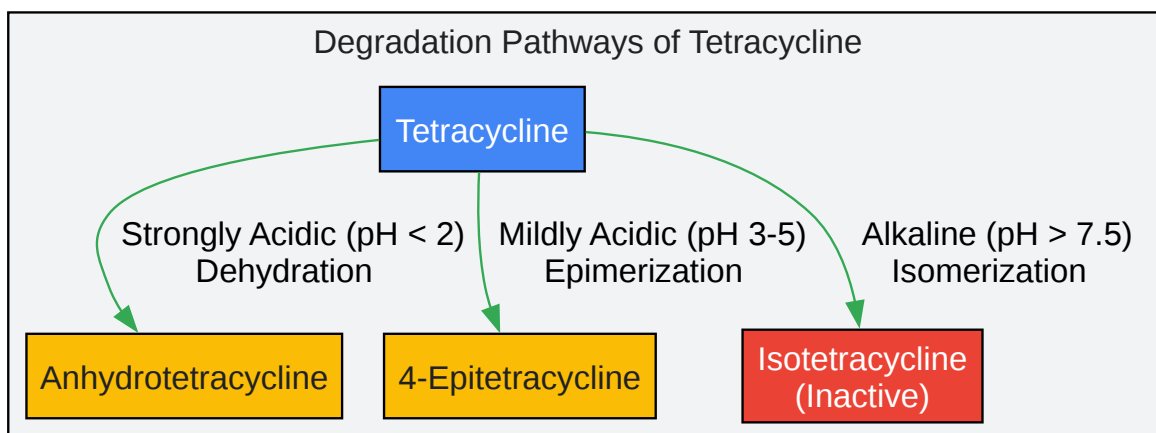 Degradation Pathways of Tetracycline
Tetracycline
Strongly Acidic (pH < 2)
Dehydration
Mildly Acidic (pH 3-5)
Epimerization
Alkaline (pH > 7.5)
Isomerization
Anhydrotetracycline
4-Epitetracycline
Isotetracycline
(Inactive)